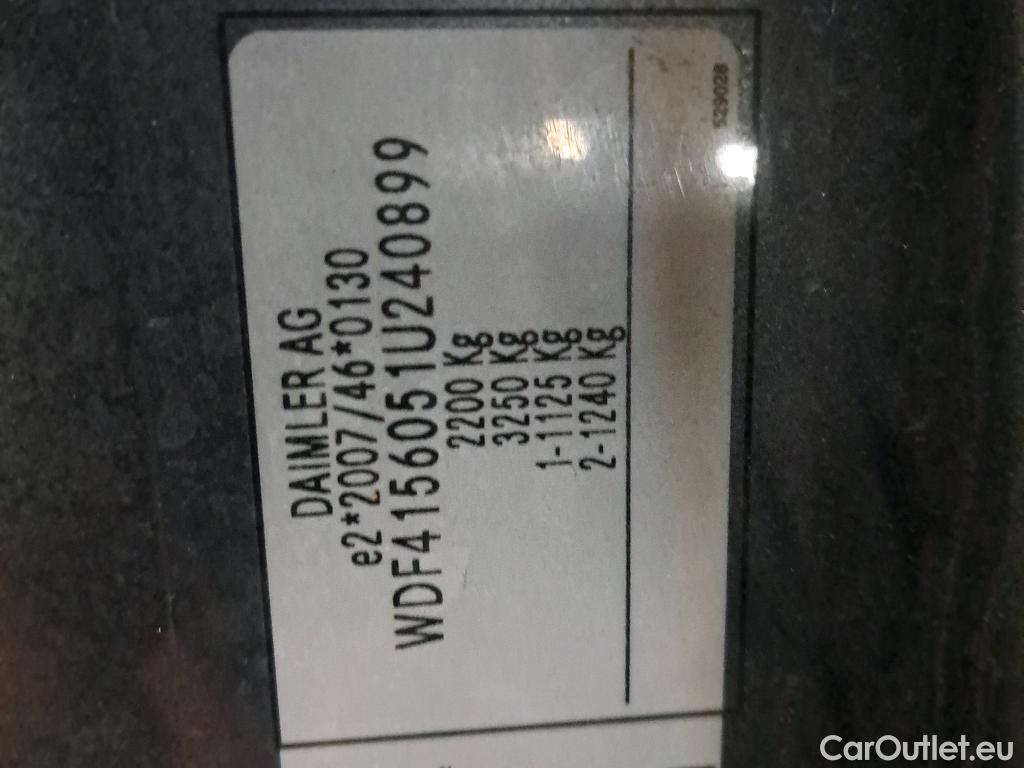 DAIMLER AG
e2*2007/46*0130
WDF4156051U240899
2200 Kg
3250 Kg
1-1125 Kg
2-1240 Kg
529028
CarOutlet.eu